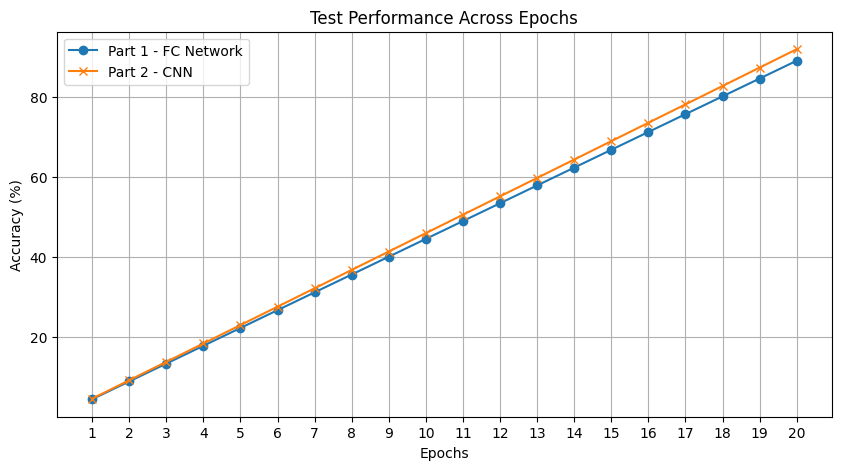 Test Performance Across Epochs
Part 1 - FC Network
Part 2 - CNN
Accuracy (%)
80
60
40
20
1 2 3 4 5 6 7 8 9 10 11 12 13 14 15 16 17 18 19 20
Epochs